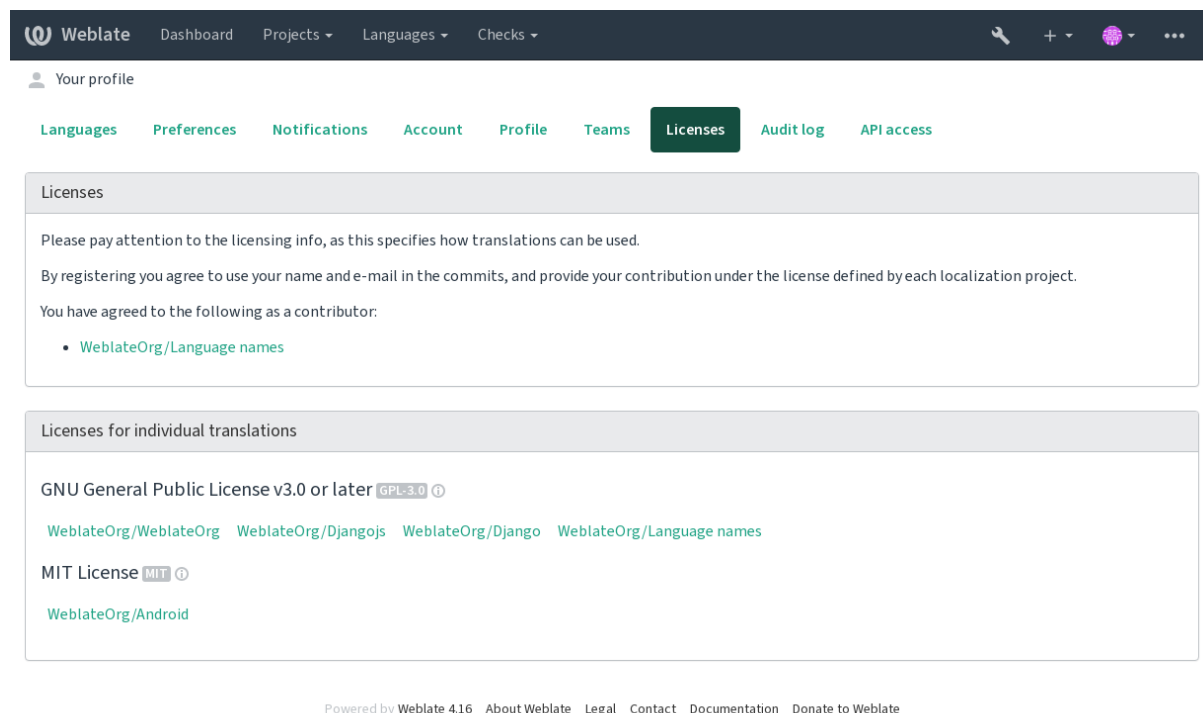 Weblate Dashboard Projects Languages Checks
Your profile
Languages Preferences Notifications Account Profile Teams Licenses Audit log API access
Licenses
Please pay attention to the licensing info, as this specifies how translations can be used.
By registering you agree to use your name and e-mail in the commits, and provide your contribution under the license defined by each localization project.
You have agreed to the following as a contributor:
WeblateOrg/Language names
Licenses for individual translations
GNU General Public License v3.0 or later GPL-3.0
WeblateOrg/WeblateOrg WeblateOrg/Djangojs WeblateOrg/Django WeblateOrg/Language names
MIT License MIT
WeblateOrg/Android
Powered by Weblate 4.16 About Weblate Legal Contact Documentation Donate to Weblate